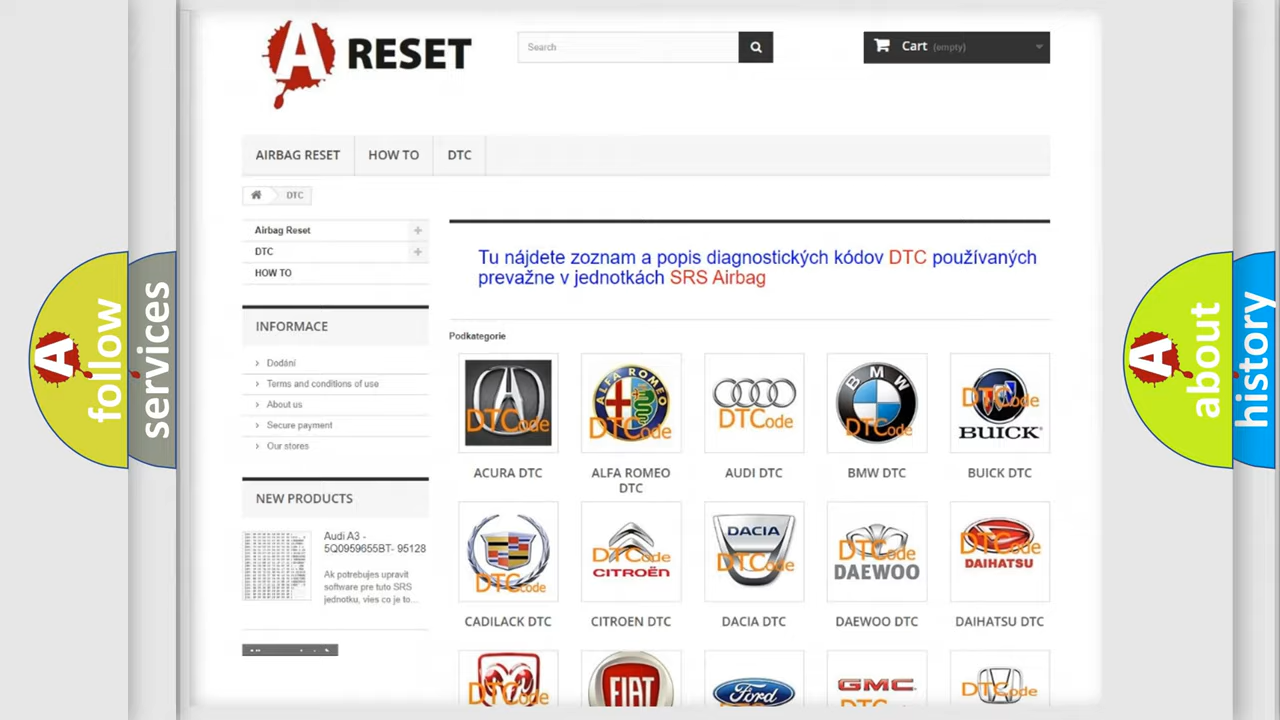 A RESET
Search
Cart (empty)
AIRBAG RESET
HOW TO
DTC
DTC
Airbag Reset
DTC
HOW TO
INFORMACE
Dodání
Terms and conditions of use
About us
Secure payment
Our stores
NEW PRODUCTS
Audi A3 -
5Q0959655BT- 95128
Ak potrebujes upravit
software pre tuto SRS
jednotku, vies co je to...
Tu nájdete zoznam a popis diagnostických kódov DTC používaných
prevažne v jednotkách SRS Airbag
Podkategorie
DTCode
ALFA ROMEO
DTCode
DTCode
BMW
DTCode
DTCode
BUICK
ACURA DTC
ALFA ROMEO
DTC
AUDI DTC
BMW DTC
BUICK DTC
DTCode
DTCode
CITROËN
DACIA
DTCode
DTCode
DAEWOO
DTCode
DAIHATSU
CADILACK DTC
CITROEN DTC
DACIA DTC
DAEWOO DTC
DAIHATSU DTC
DTCode
FIAT
Ford
GMC
DTCode
A follow
services
A about
history